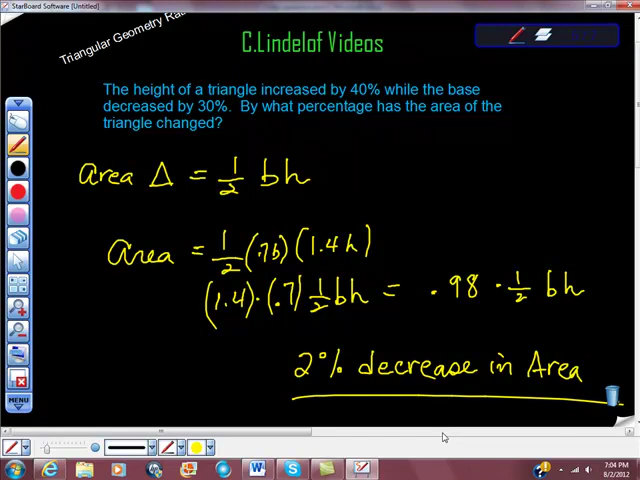 StarBoard Software [Untitled]
Triangular Geometry
C.Lindelof Videos
The height of a triangle increased by 40% while the base
decreased by 30%. By what percentage has the area of the
triangle changed?
area Δ = 1/2 bh
Area = 1/2 (.7b) (1.4h)
(1.4) · (.7) 1/2 bh = .98 · 1/2 bh
2% decrease in Area
MENU
7:04 PM
8/2/2012